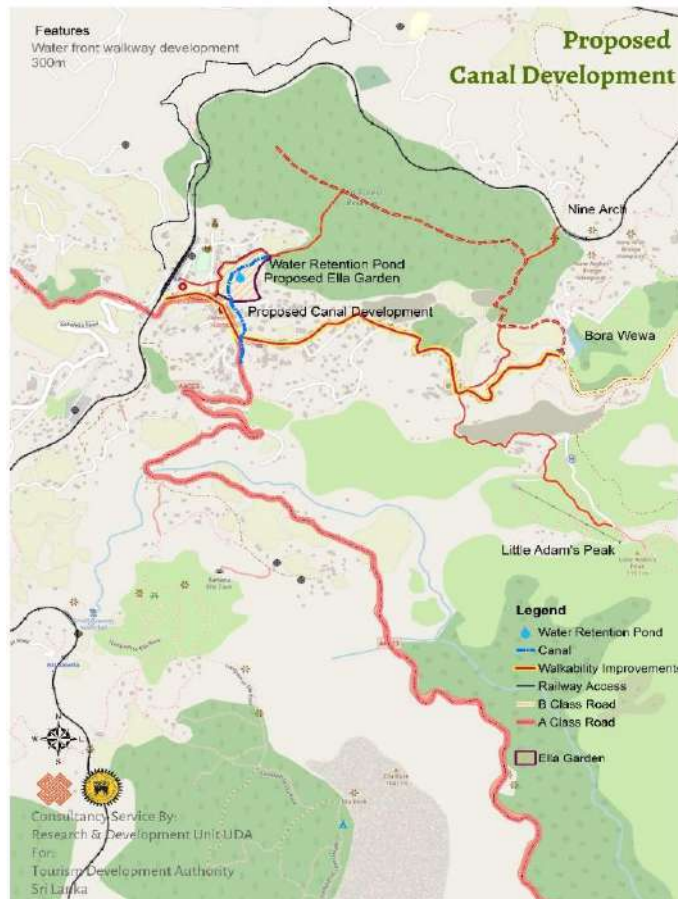 Features
Water front walkway development
300m
Proposed
Canal Development
Nine Arch
Water Retention Pond
Proposed Ella Garden
Proposed Canal Development
Bora Wewa
Little Adam's Peak
Legend
Water Retention Pond
Canal
Walkability Improvements
Railway Access
B Class Road
A Class Road
Ella Garden
N
W
S
Consultancy Service By:
Research & Development Unit-UDA
For:
Tourism Development Authority
Sri Lanka